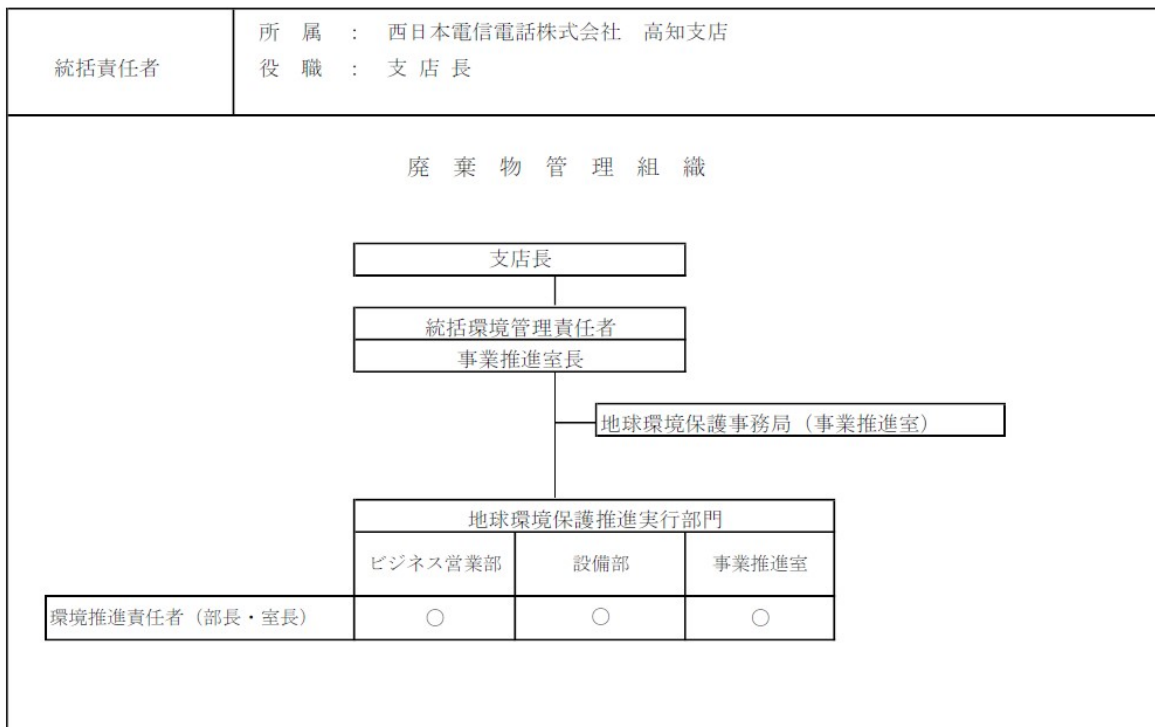 統括責任者
所　属　：　西日本電信電話株式会社　高知支店
役　職　：　支 店 長
廃　棄　物　管　理　組　織
支店長
統括環境管理責任者
事業推進室長
地球環境保護事務局（事業推進室）
地球環境保護推進実行部門
ビジネス営業部　設備部　事業推進室
環境推進責任者（部長・室長）　○　○　○